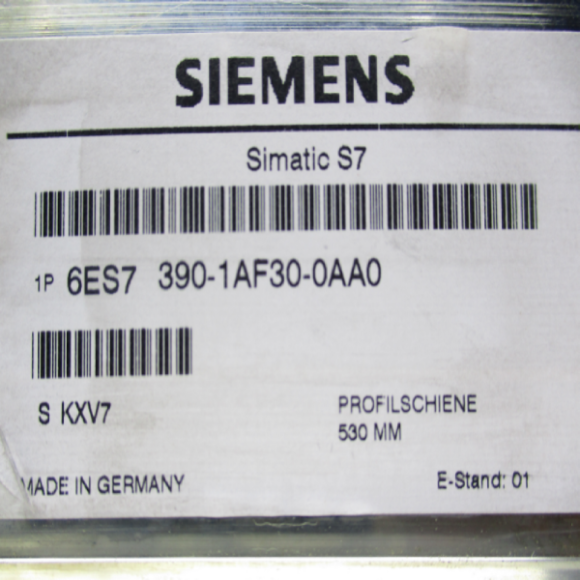 SIEMENS
Simatic S7
1P 6ES7 390-1AF30-0AA0
S KXV7
PROFILSCHIENE
530 MM
MADE IN GERMANY
E-Stand: 01